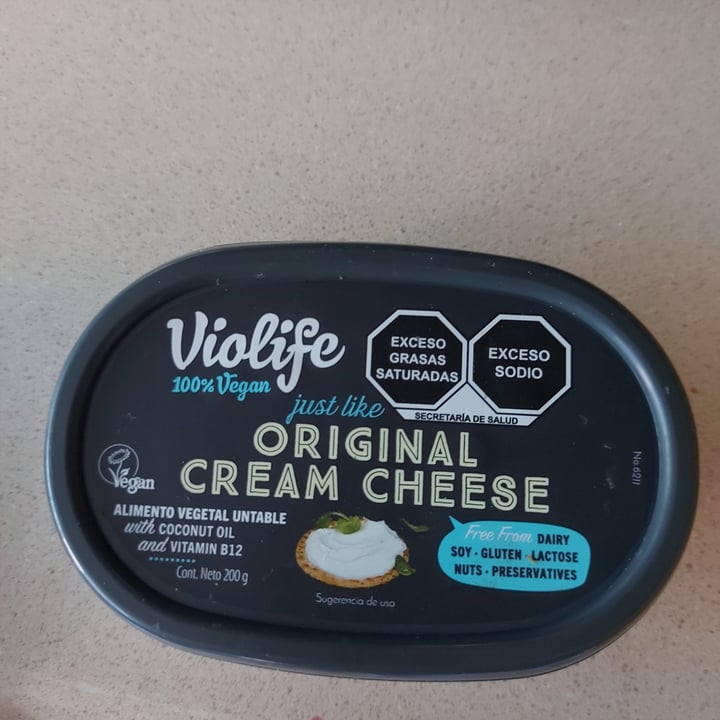 Violife
100% Vegan
EXCESO
GRASAS
SATURADAS
EXCESO
SODIO
SECRETARÍA DE SALUD
just like
ORIGINAL
CREAM CHEESE
Vegan
ALIMENTO VEGETAL UNTABLE
with COCONUT OIL
and VITAMIN B12
Cont. Neto 200 g
Sugerencia de uso
Free From DAIRY
SOY · GLUTEN · LACTOSE
NUTS · PRESERVATIVES
No.6211